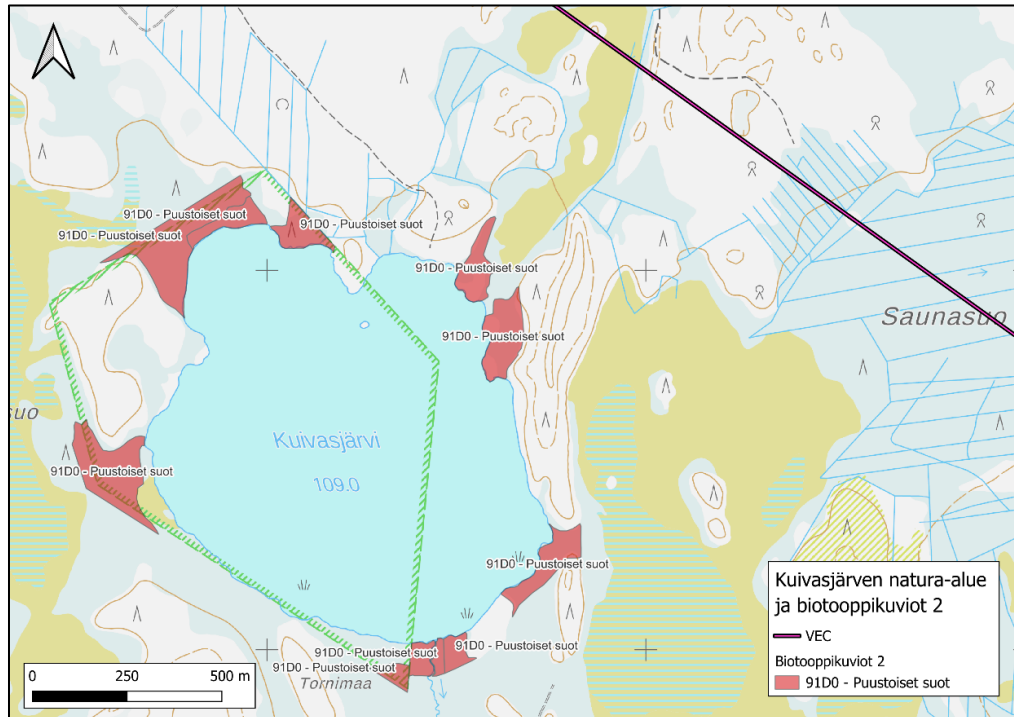 91D0 - Puustoiset suot
91D0 - Puustoiset suot
91D0 - Puustoiset suot
91D0 - Puustoiset suot
Saunasuo
91D0 - Puustoiset suot
suo
Kuivasjärvi
91D0 - Puustoiset suot
109.0
91D0 - Puustoiset suot
91D0 - Puustoiset suot
91D0 - Puustoiset suot
91D0 - Puustoiset suot
Tornimaa
0 250 500 m
Kuivasjärven natura-alue
ja biotooppikuviot 2
VEC
Biotooppikuviot 2
91D0 - Puustoiset suot